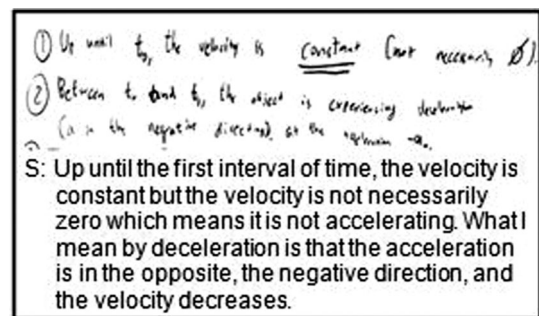 ① Up until t₀, the velocity is constant (not necessarily 0).
② Between t₀ and t₁, the object is experiencing deceleration
(a in the negative direction), at the
S: Up until the first interval of time, the velocity is
constant but the velocity is not necessarily
zero which means it is not accelerating. What I
mean by deceleration is that the acceleration
is in the opposite, the negative direction, and
the velocity decreases.